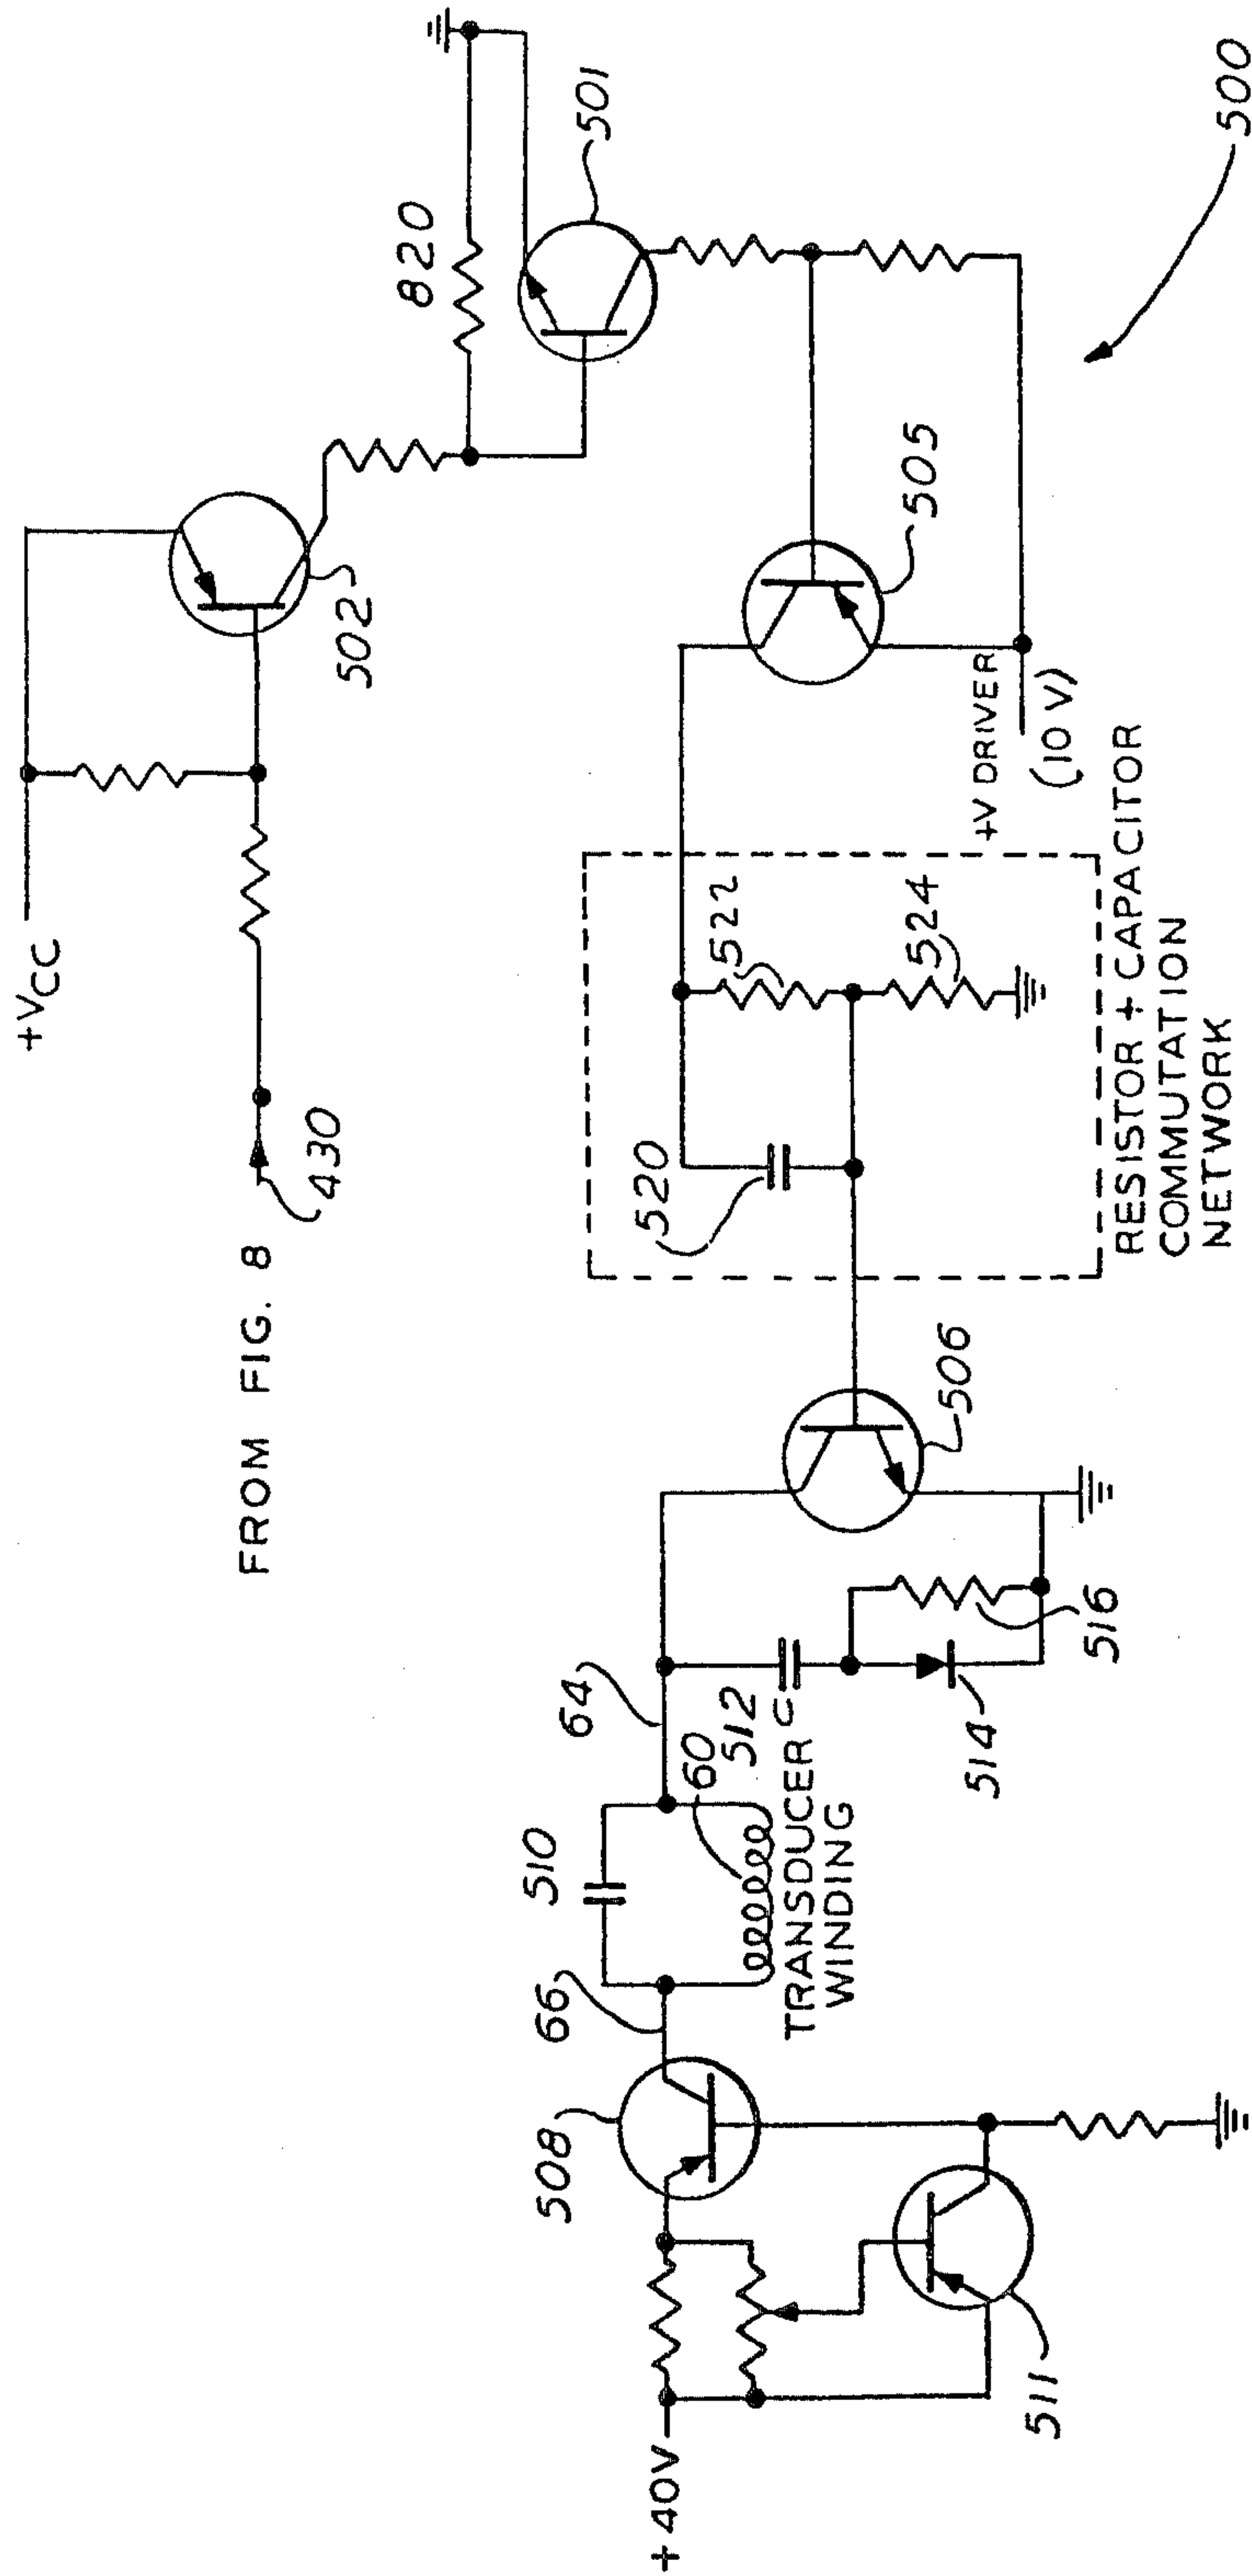 +VCC
FROM FIG. 8
430
502
820
501
505
+V DRIVER
(10 V)
500
522
524
520
RESISTOR + CAPACITOR
COMMUTATION
NETWORK
506
64
512
C
514
516
510
60
TRANSDUCER
WINDING
66
508
511
+40V